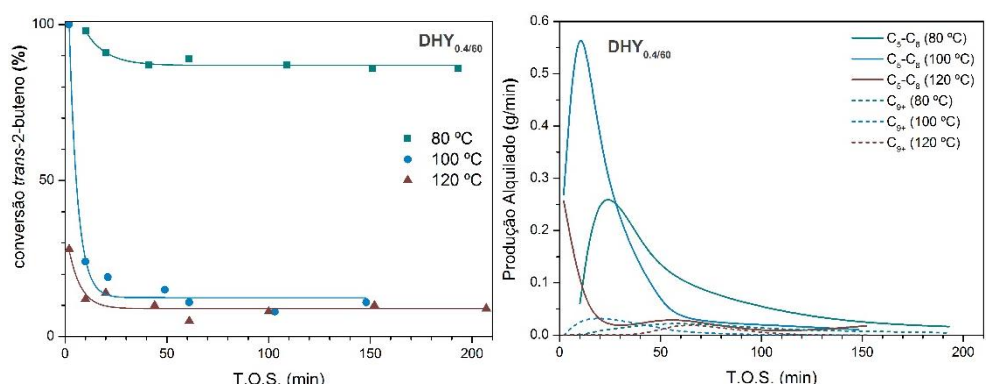 DHY0.4/60
conversão trans-2-buteno (%)
100
50
0
80 ºC
100 ºC
120 ºC
0
50
100
150
200
T.O.S. (min)
DHY0.4/60
Produção Alquilado (g/min)
0.6
0.5
0.4
0.3
0.2
0.1
0.0
C5-C8 (80 ºC)
C5-C8 (100 ºC)
C5-C8 (120 ºC)
C9+ (80 ºC)
C9+ (100 ºC)
C9+ (120 ºC)
0
50
100
150
200
T.O.S. (min)